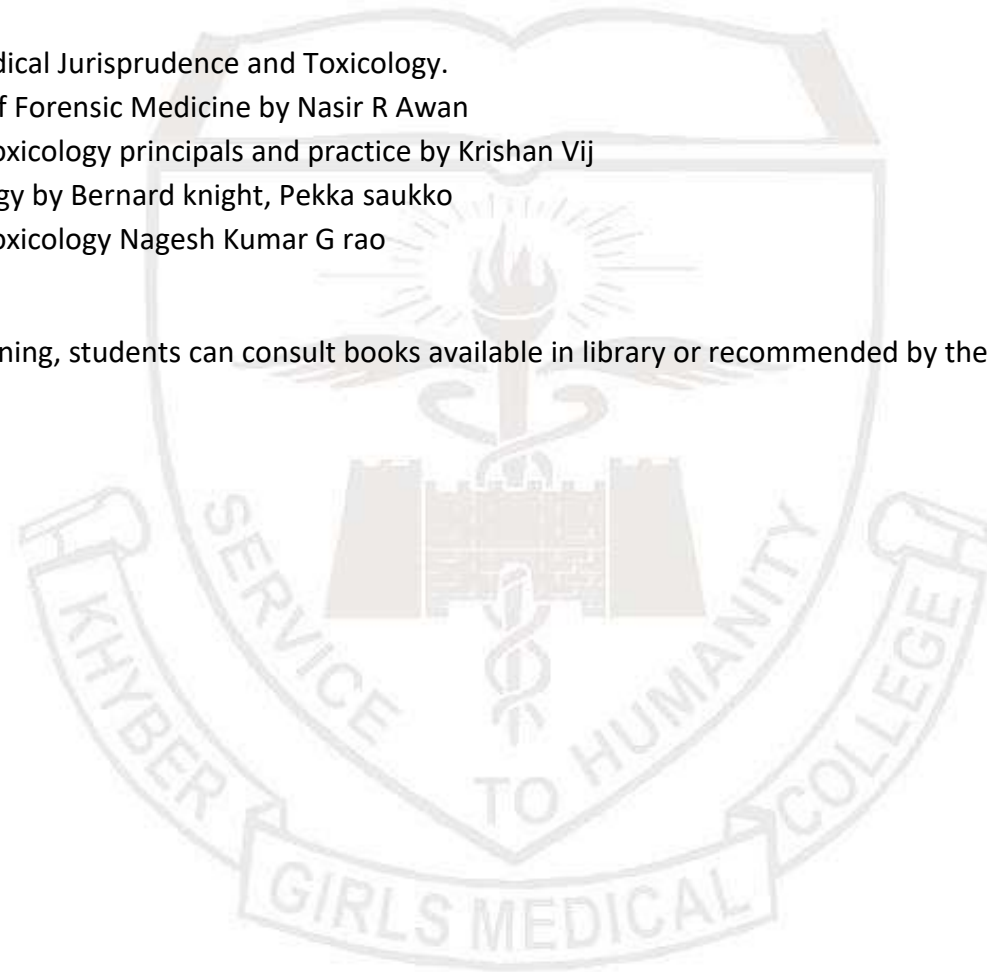 dical Jurisprudence and Toxicology.
f Forensic Medicine by Nasir R Awan
oxicology principals and practice by Krishan Vij
gy by Bernard knight, Pekka saukko
oxicology Nagesh Kumar G rao
ning, students can consult books available in library or recommended by the
SERVICE TO HUMANITY
KHYBER GIRLS MEDICAL COLLEGE